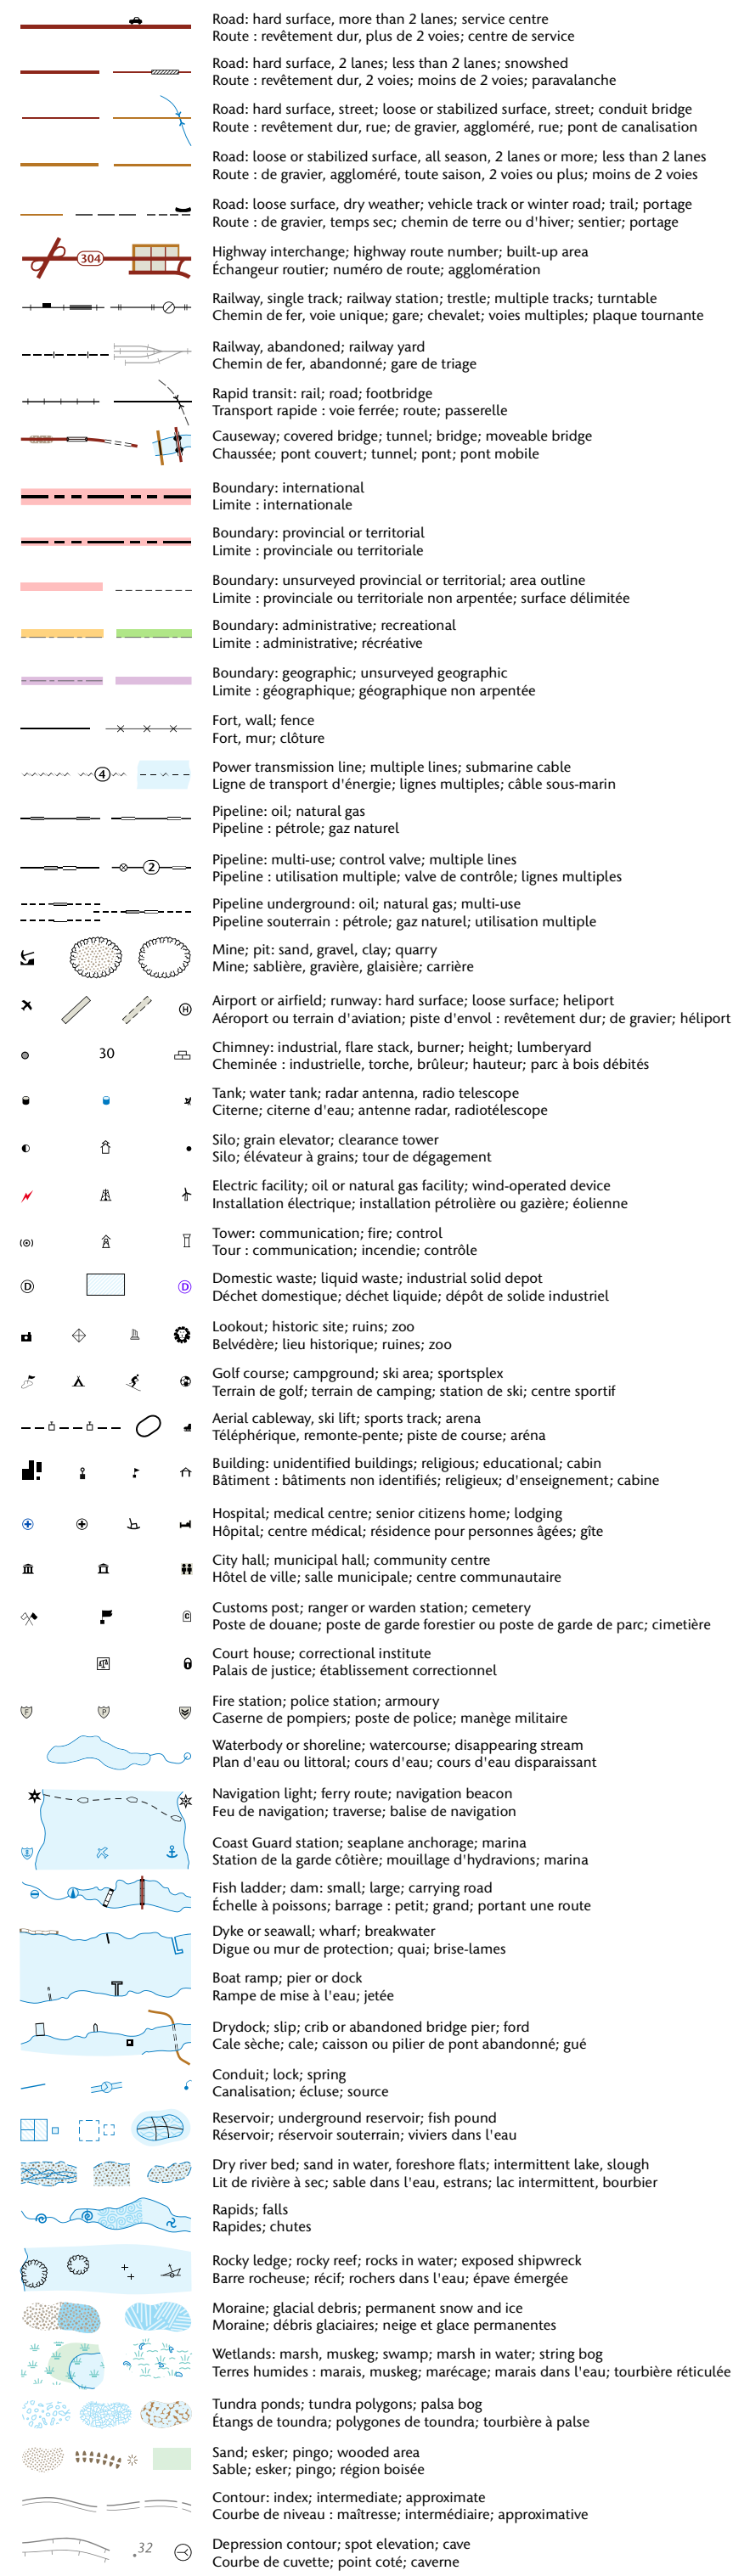 Road: hard surface, more than 2 lanes; service centre
Route : revêtement dur, plus de 2 voies; centre de service
Road: hard surface, 2 lanes; less than 2 lanes; snowshed
Route : revêtement dur, 2 voies; moins de 2 voies; paravalanche
Road: hard surface, street; loose or stabilized surface, street; conduit bridge
Route : revêtement dur, rue; de gravier, aggloméré, rue; pont de canalisation
Road: loose or stabilized surface, all season, 2 lanes or more; less than 2 lanes
Route : de gravier, aggloméré, toute saison, 2 voies ou plus; moins de 2 voies
Road: loose surface, dry weather; vehicle track or winter road; trail; portage
Route : de gravier, temps sec; chemin de terre ou d'hiver; sentier; portage
304
Highway interchange; highway route number; built-up area
Échangeur routier; numéro de route; agglomération
Railway, single track; railway station; trestle; multiple tracks; turntable
Chemin de fer, voie unique; gare; chevalet; voies multiples; plaque tournante
Railway, abandoned; railway yard
Chemin de fer, abandonné; gare de triage
Rapid transit: rail; road; footbridge
Transport rapide : voie ferrée; route; passerelle
Causeway; covered bridge; tunnel; bridge; moveable bridge
Chaussée; pont couvert; tunnel; pont; pont mobile
Boundary: international
Limite : internationale
Boundary: provincial or territorial
Limite : provinciale ou territoriale
Boundary: unsurveyed provincial or territorial; area outline
Limite : provinciale ou territoriale non arpentée; surface délimitée
Boundary: administrative; recreational
Limite : administrative; récréative
Boundary: geographic; unsurveyed geographic
Limite : géographique; géographique non arpentée
Fort, wall; fence
Fort, mur; clôture
4
Power transmission line; multiple lines; submarine cable
Ligne de transport d'énergie; lignes multiples; câble sous-marin
Pipeline: oil; natural gas
Pipeline : pétrole; gaz naturel
2
Pipeline: multi-use; control valve; multiple lines
Pipeline : utilisation multiple; valve de contrôle; lignes multiples
Pipeline underground: oil; natural gas; multi-use
Pipeline souterrain : pétrole; gaz naturel; utilisation multiple
Mine; pit: sand, gravel, clay; quarry
Mine; sablière, gravière, glaisière; carrière
H
Airport or airfield; runway: hard surface; loose surface; heliport
Aéroport ou terrain d'aviation; piste d'envol : revêtement dur; de gravier; héliport
30
Chimney: industrial, flare stack, burner; height; lumberyard
Cheminée : industrielle, torche, brûleur; hauteur; parc à bois débités
Tank; water tank; radar antenna, radio telescope
Citerne; citerne d'eau; antenne radar, radiotélescope
Silo; grain elevator; clearance tower
Silo; élévateur à grains; tour de dégagement
Electric facility; oil or natural gas facility; wind-operated device
Installation électrique; installation pétrolière ou gazière; éolienne
Tower: communication; fire; control
Tour : communication; incendie; contrôle
D D
Domestic waste; liquid waste; industrial solid depot
Déchet domestique; déchet liquide; dépôt de solide industriel
Lookout; historic site; ruins; zoo
Belvédère; lieu historique; ruines; zoo
Golf course; campground; ski area; sportsplex
Terrain de golf; terrain de camping; station de ski; centre sportif
Aerial cableway, ski lift; sports track; arena
Téléphérique, remonte-pente; piste de course; aréna
Building: unidentified buildings; religious; educational; cabin
Bâtiment : bâtiments non identifiés; religieux; d'enseignement; cabine
Hospital; medical centre; senior citizens home; lodging
Hôpital; centre médical; résidence pour personnes âgées; gîte
City hall; municipal hall; community centre
Hôtel de ville; salle municipale; centre communautaire
C
Customs post; ranger or warden station; cemetery
Poste de douane; poste de garde forestier ou poste de garde de parc; cimetière
Court house; correctional institute
Palais de justice; établissement correctionnel
F P
Fire station; police station; armoury
Caserne de pompiers; poste de police; manège militaire
Waterbody or shoreline; watercourse; disappearing stream
Plan d'eau ou littoral; cours d'eau; cours d'eau disparaissant
Navigation light; ferry route; navigation beacon
Feu de navigation; traverse; balise de navigation
Coast Guard station; seaplane anchorage; marina
Station de la garde côtière; mouillage d'hydravions; marina
Fish ladder; dam: small; large; carrying road
Échelle à poissons; barrage : petit; grand; portant une route
Dyke or seawall; wharf; breakwater
Digue ou mur de protection; quai; brise-lames
Boat ramp; pier or dock
Rampe de mise à l'eau; jetée
Drydock; slip; crib or abandoned bridge pier; ford
Cale sèche; cale; caisson ou pilier de pont abandonné; gué
Conduit; lock; spring
Canalisation; écluse; source
Reservoir; underground reservoir; fish pound
Réservoir; réservoir souterrain; viviers dans l'eau
Dry river bed; sand in water, foreshore flats; intermittent lake, slough
Lit de rivière à sec; sable dans l'eau, estrans; lac intermittent, bourbier
Rapids; falls
Rapides; chutes
Rocky ledge; rocky reef; rocks in water; exposed shipwreck
Barre rocheuse; récif; rochers dans l'eau; épave émergée
Moraine; glacial debris; permanent snow and ice
Moraine; débris glaciaires; neige et glace permanentes
Wetlands: marsh, muskeg; swamp; marsh in water; string bog
Terres humides : marais, muskeg; marécage; marais dans l'eau; tourbière réticulée
Tundra ponds; tundra polygons; palsa bog
Étangs de toundra; polygones de toundra; tourbière à palse
Sand; esker; pingo; wooded area
Sable; esker; pingo; région boisée
Contour: index; intermediate; approximate
Courbe de niveau : maîtresse; intermédiaire; approximative
.32
Depression contour; spot elevation; cave
Courbe de cuvette; point coté; caverne